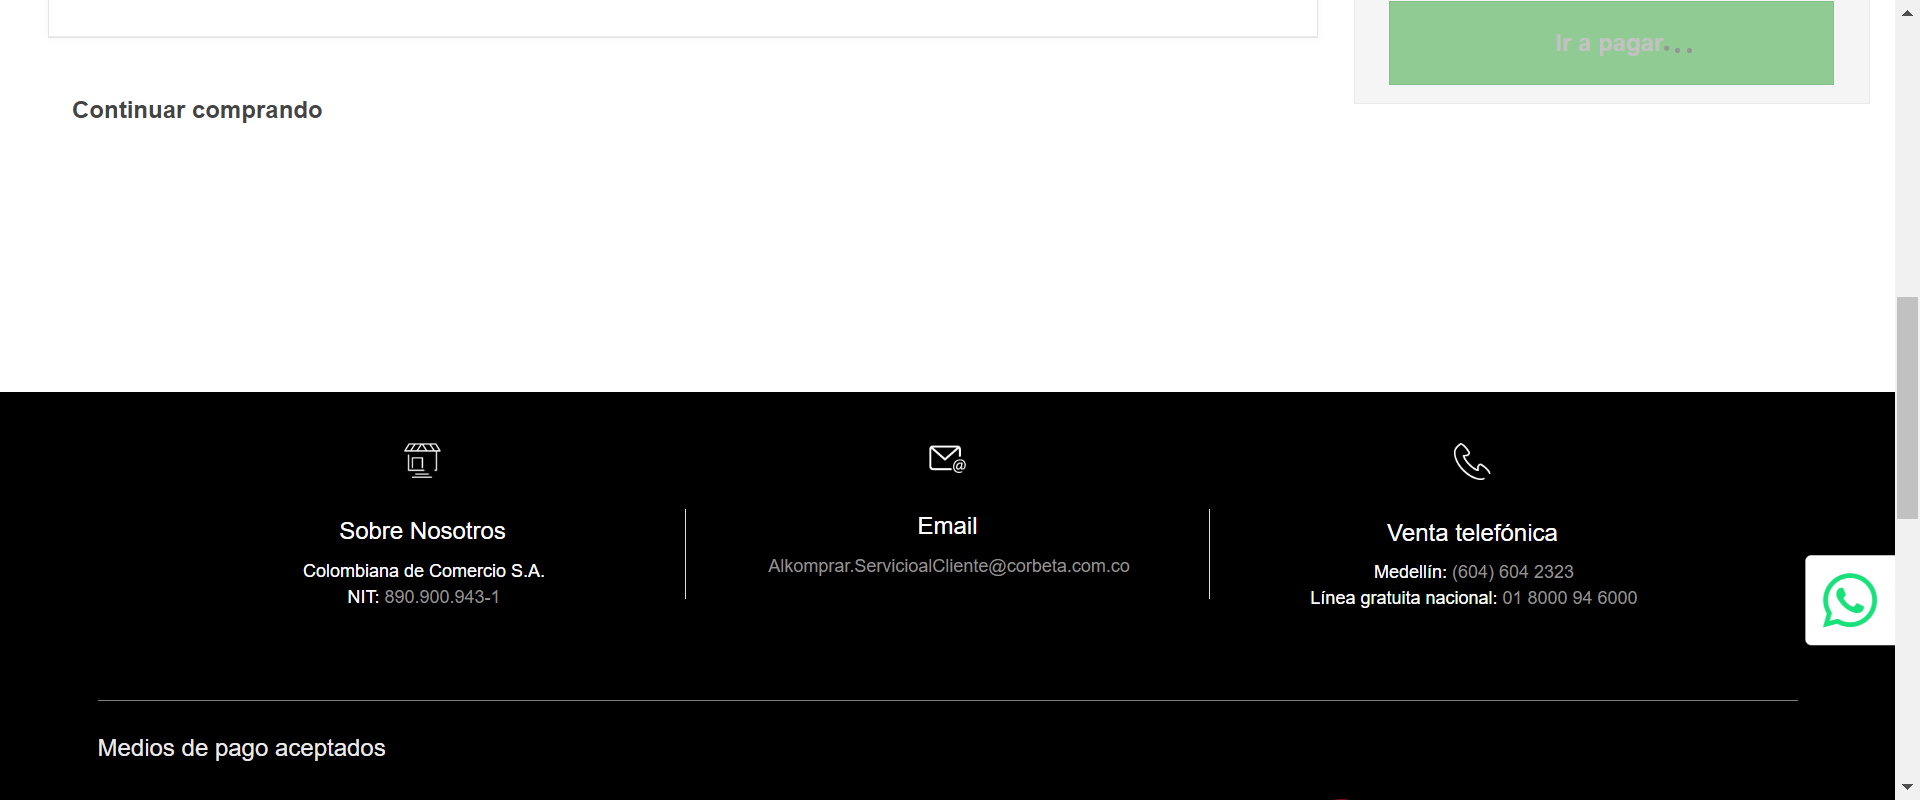 Ir a pagar...
Continuar comprando
Sobre Nosotros
Colombiana de Comercio S.A.
NIT: 890.900.943-1
Email
Alkomprar.ServicioalCliente@corbeta.com.co
Venta telefónica
Medellín: (604) 604 2323
Línea gratuita nacional: 01 8000 94 6000
Medios de pago aceptados